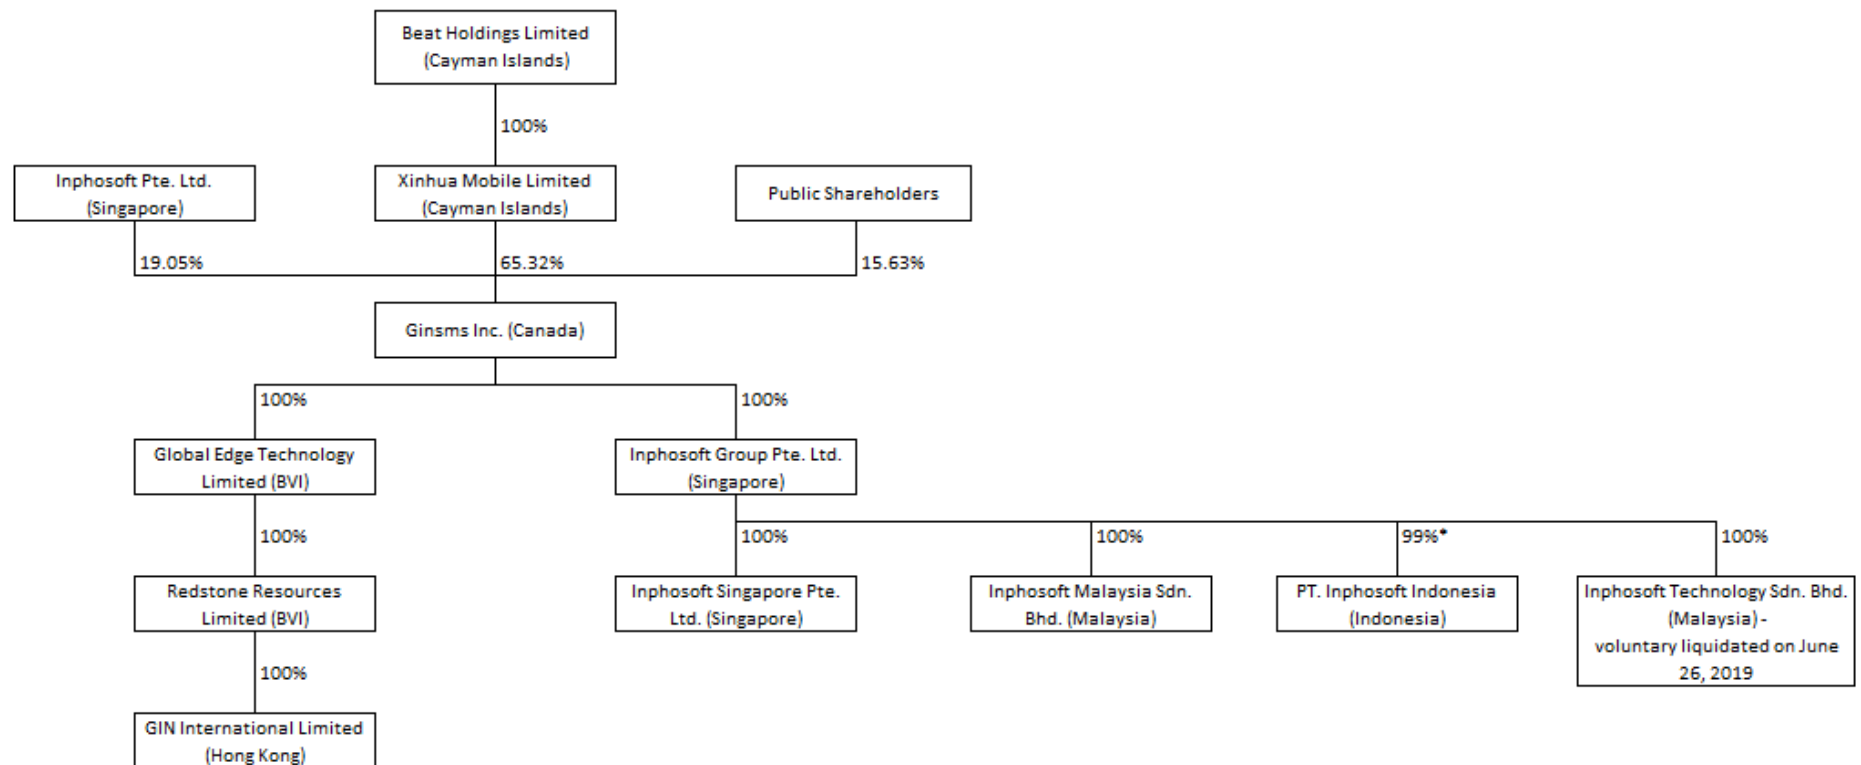 Beat Holdings Limited
(Cayman Islands)
100%
Inphosoft Pte. Ltd.
(Singapore)
Xinhua Mobile Limited
(Cayman Islands)
Public Shareholders
19.05%
65.32%
15.63%
Ginsms Inc. (Canada)
100%
100%
Global Edge Technology
Limited (BVI)
Inphosoft Group Pte. Ltd.
(Singapore)
100%
100%
100%
99%*
100%
Redstone Resources
Limited (BVI)
Inphosoft Singapore Pte.
Ltd. (Singapore)
Inphosoft Malaysia Sdn.
Bhd. (Malaysia)
PT. Inphosoft Indonesia
(Indonesia)
Inphosoft Technology Sdn. Bhd.
(Malaysia) -
voluntary liquidated on June
26, 2019
100%
GIN International Limited
(Hong Kong)